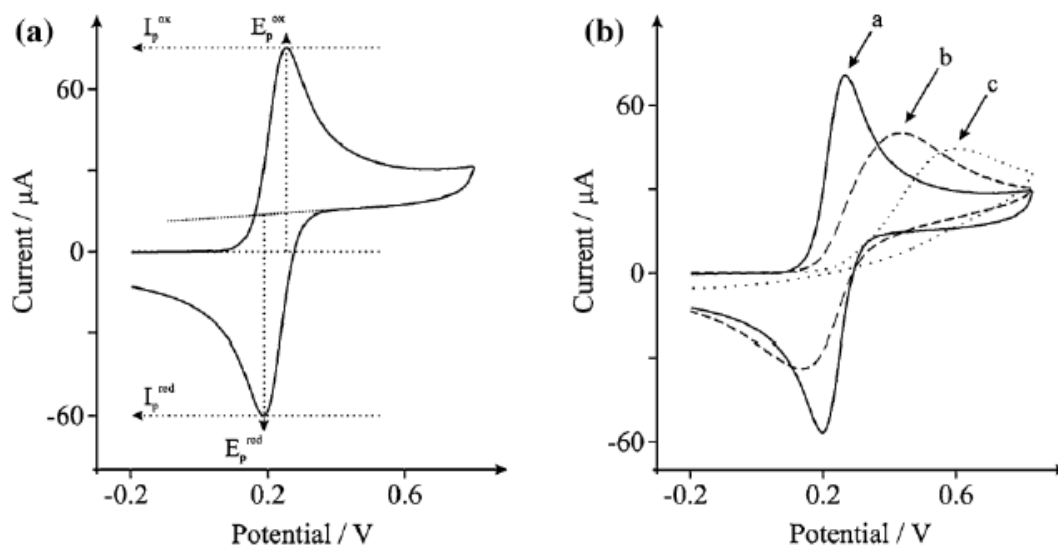 (a)
I_p^ox
E_p^ox
60
0
-60
Current / μA
I_p^red
E_p^red
-0.2
0.2
0.6
Potential / V
(b)
a
b
c
60
0
-60
Current / μA
-0.2
0.2
0.6
Potential / V